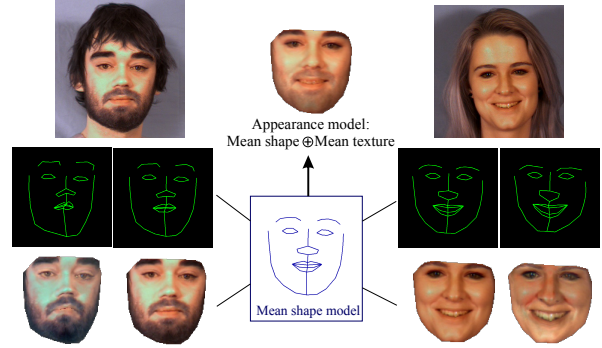 Appearance model:
Mean shape ⊕ Mean texture
Mean shape model